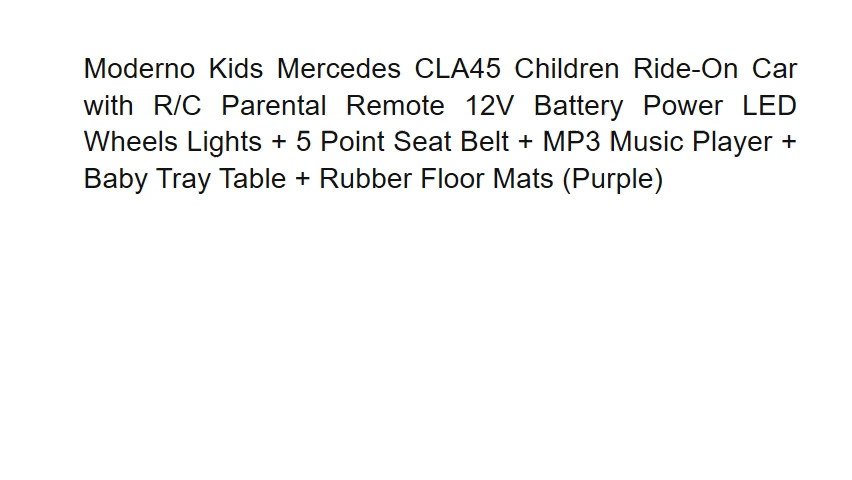 Moderno Kids Mercedes CLA45 Children Ride-On Car
with R/C Parental Remote 12V Battery Power LED
Wheels Lights + 5 Point Seat Belt + MP3 Music Player +
Baby Tray Table + Rubber Floor Mats (Purple)